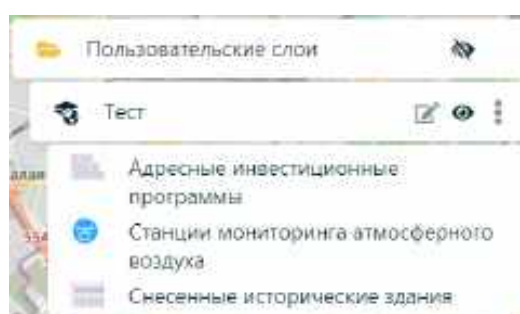 Пользовательские слои
Тест
Адресные инвестиционные
программы
Станции мониторинга атмосферного
воздуха
Снесенные исторические здания